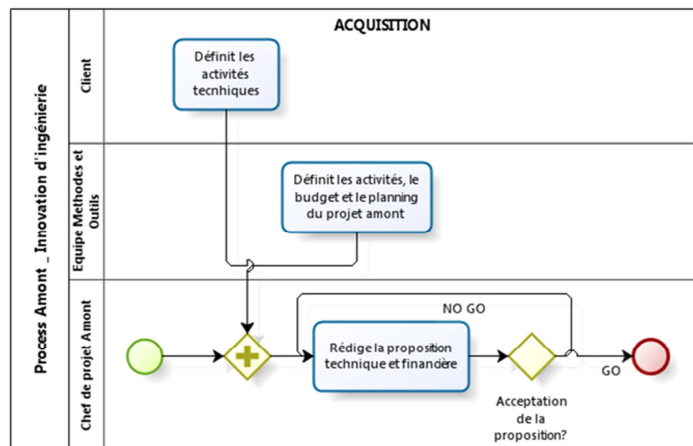 ACQUISITION
Process Amont _ Innovation d'ingénierie
Client
Définit les
activités
tecnhiques
Equipe Methodes et
Outils
Définit les activités, le
budget et le planning
du projet amont
Chef de projet Amont
NO GO
Rédige la proposition
technique et financière
GO
Acceptation
de la
proposition?